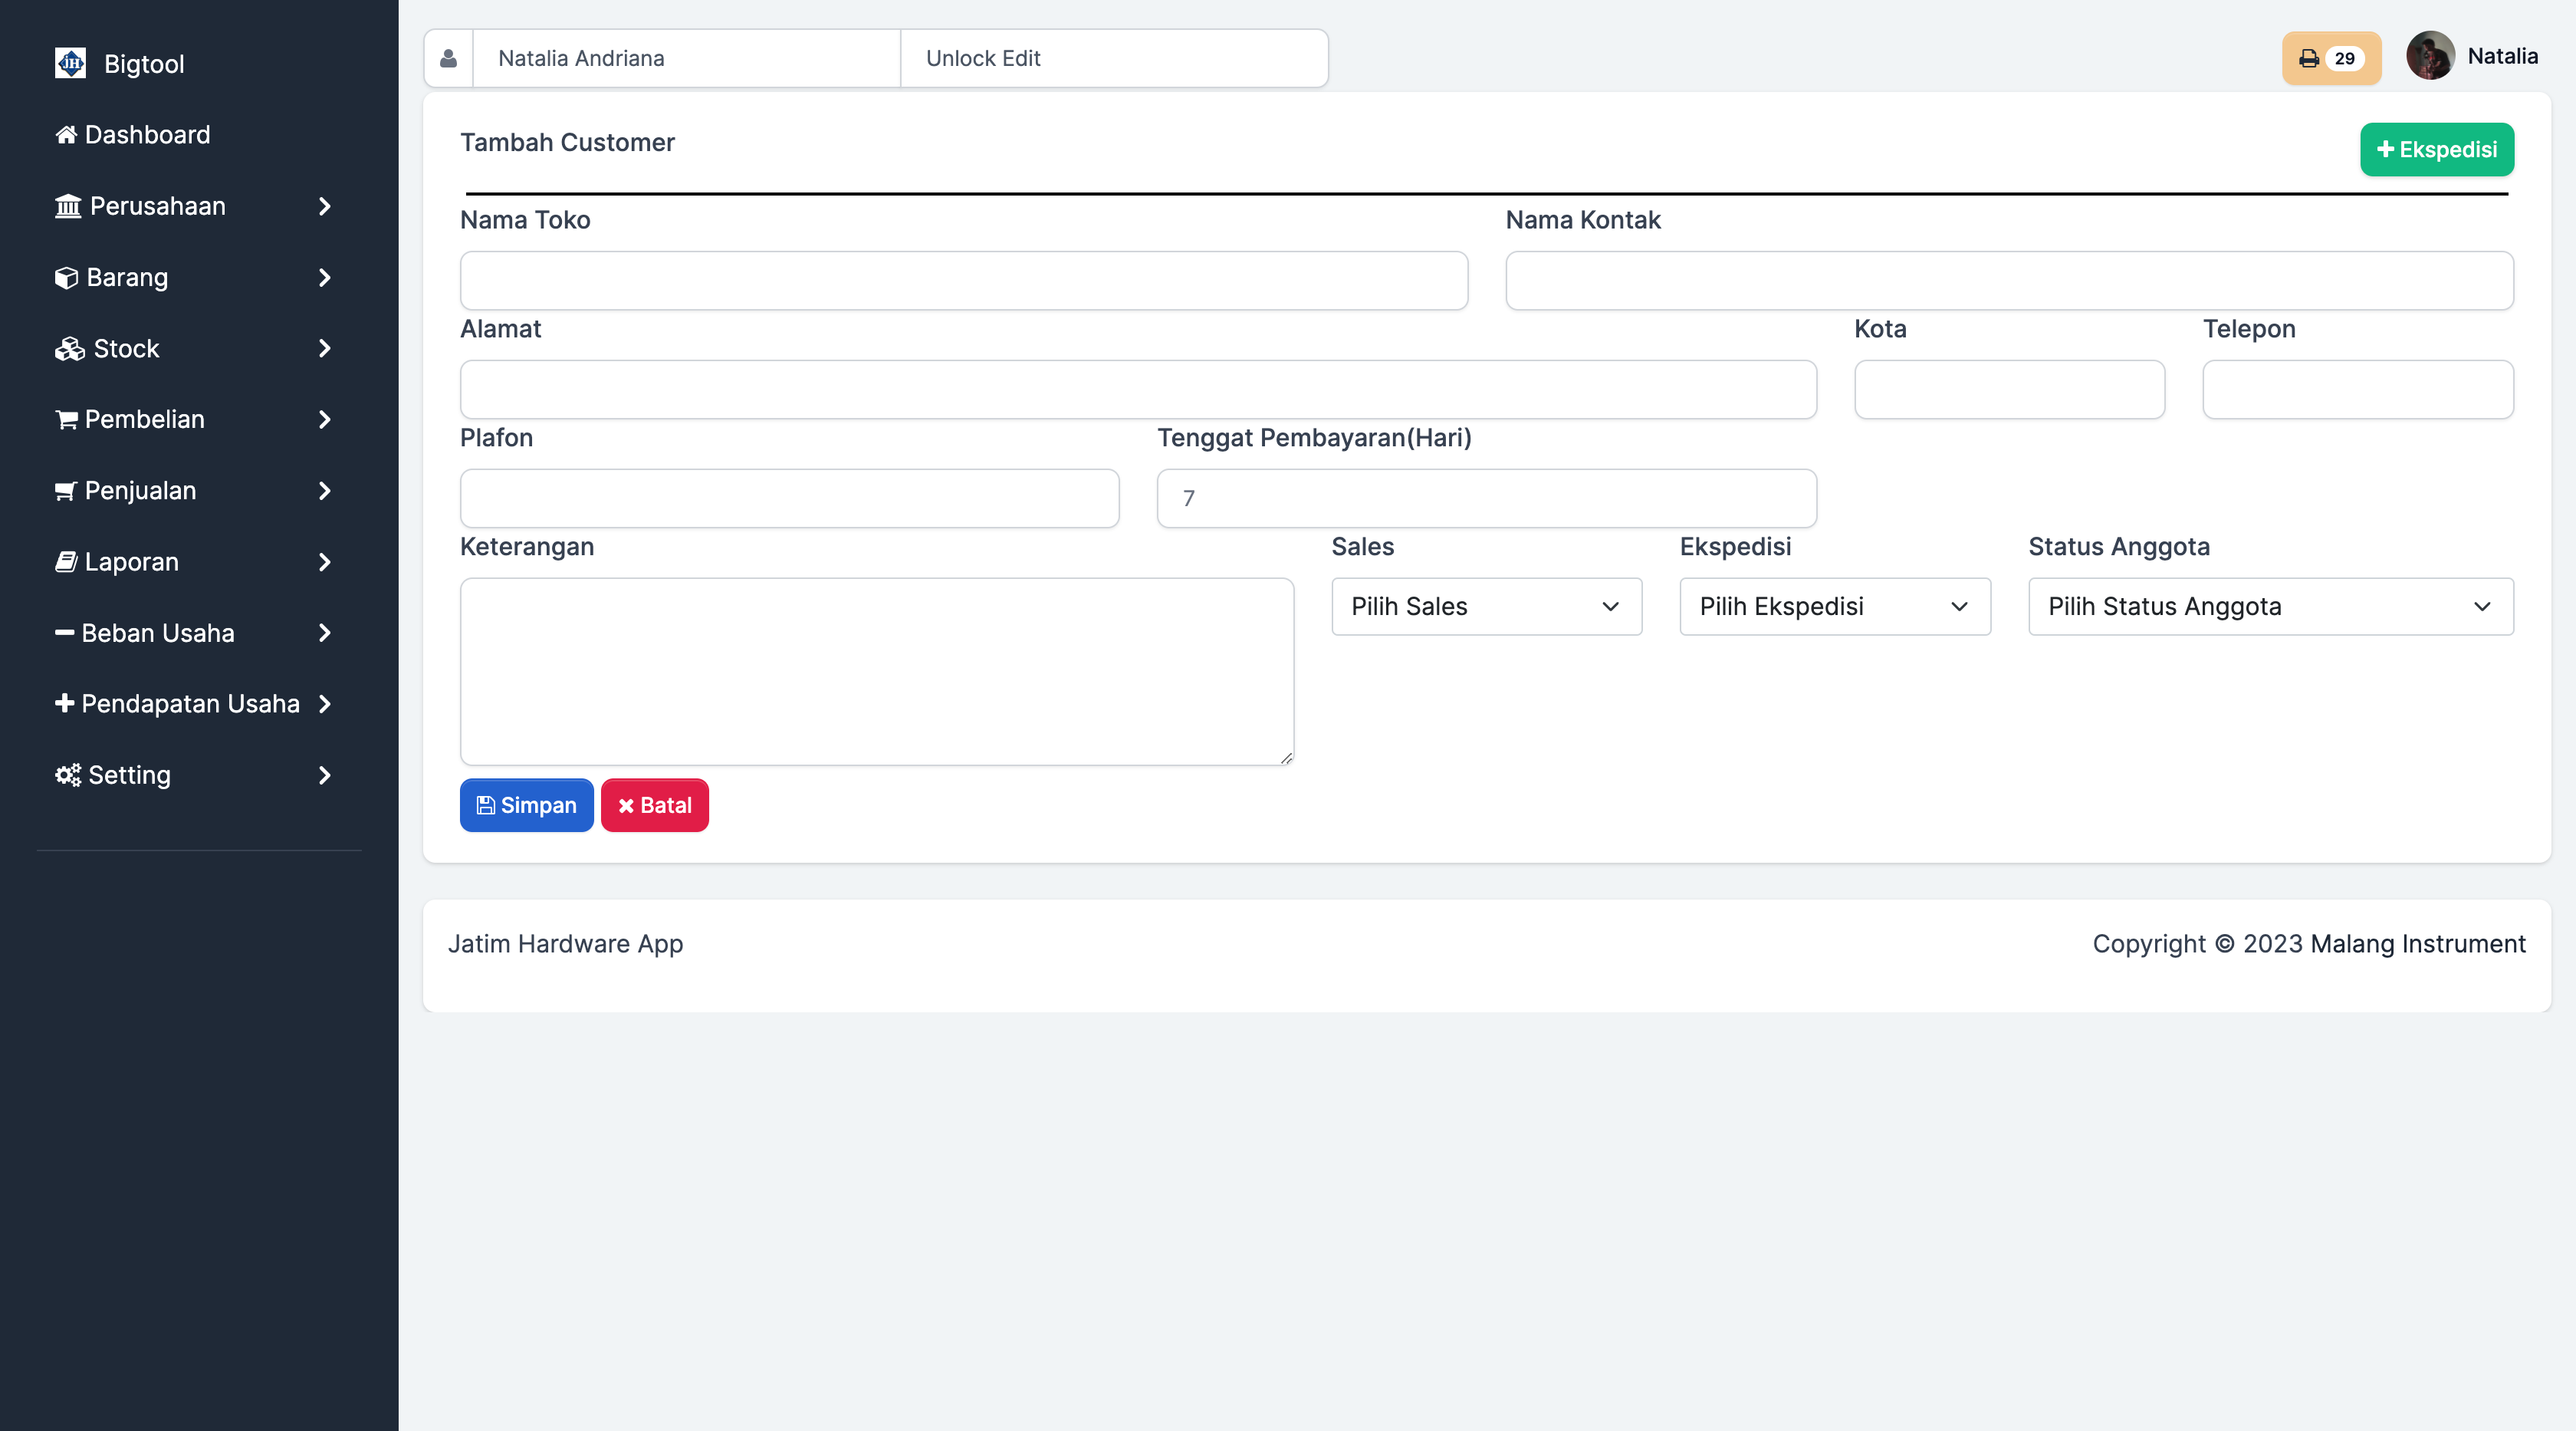 JH Bigtool
Dashboard
Perusahaan
Barang
Stock
Pembelian
Penjualan
Laporan
Beban Usaha
Pendapatan Usaha
Setting
Natalia Andriana Unlock Edit
29 Natalia
Tambah Customer
Ekspedisi
Nama Toko Nama Kontak
Alamat Kota Telepon
Plafon Tenggat Pembayaran(Hari)
7
Keterangan Sales Ekspedisi Status Anggota
Pilih Sales Pilih Ekspedisi Pilih Status Anggota
Simpan Batal
Jatim Hardware App Copyright © 2023 Malang Instrument